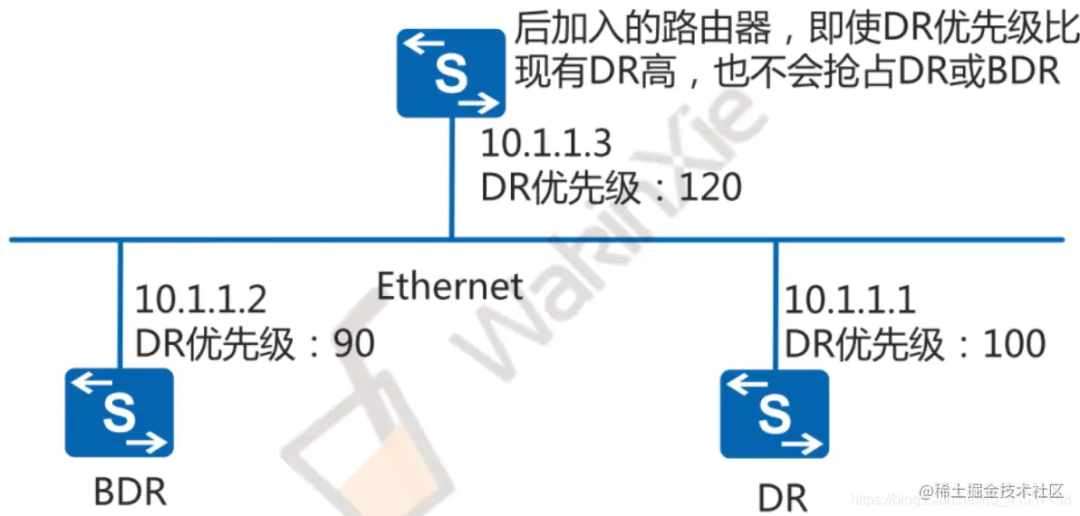 后加入的路由器，即使DR优先级比
现有DR高，也不会抢占DR或BDR
S
10.1.1.3
DR优先级：120
Ethernet
10.1.1.2
DR优先级：90
10.1.1.1
DR优先级：100
S
S
BDR
DR
WakinXie
@稀土掘金技术社区